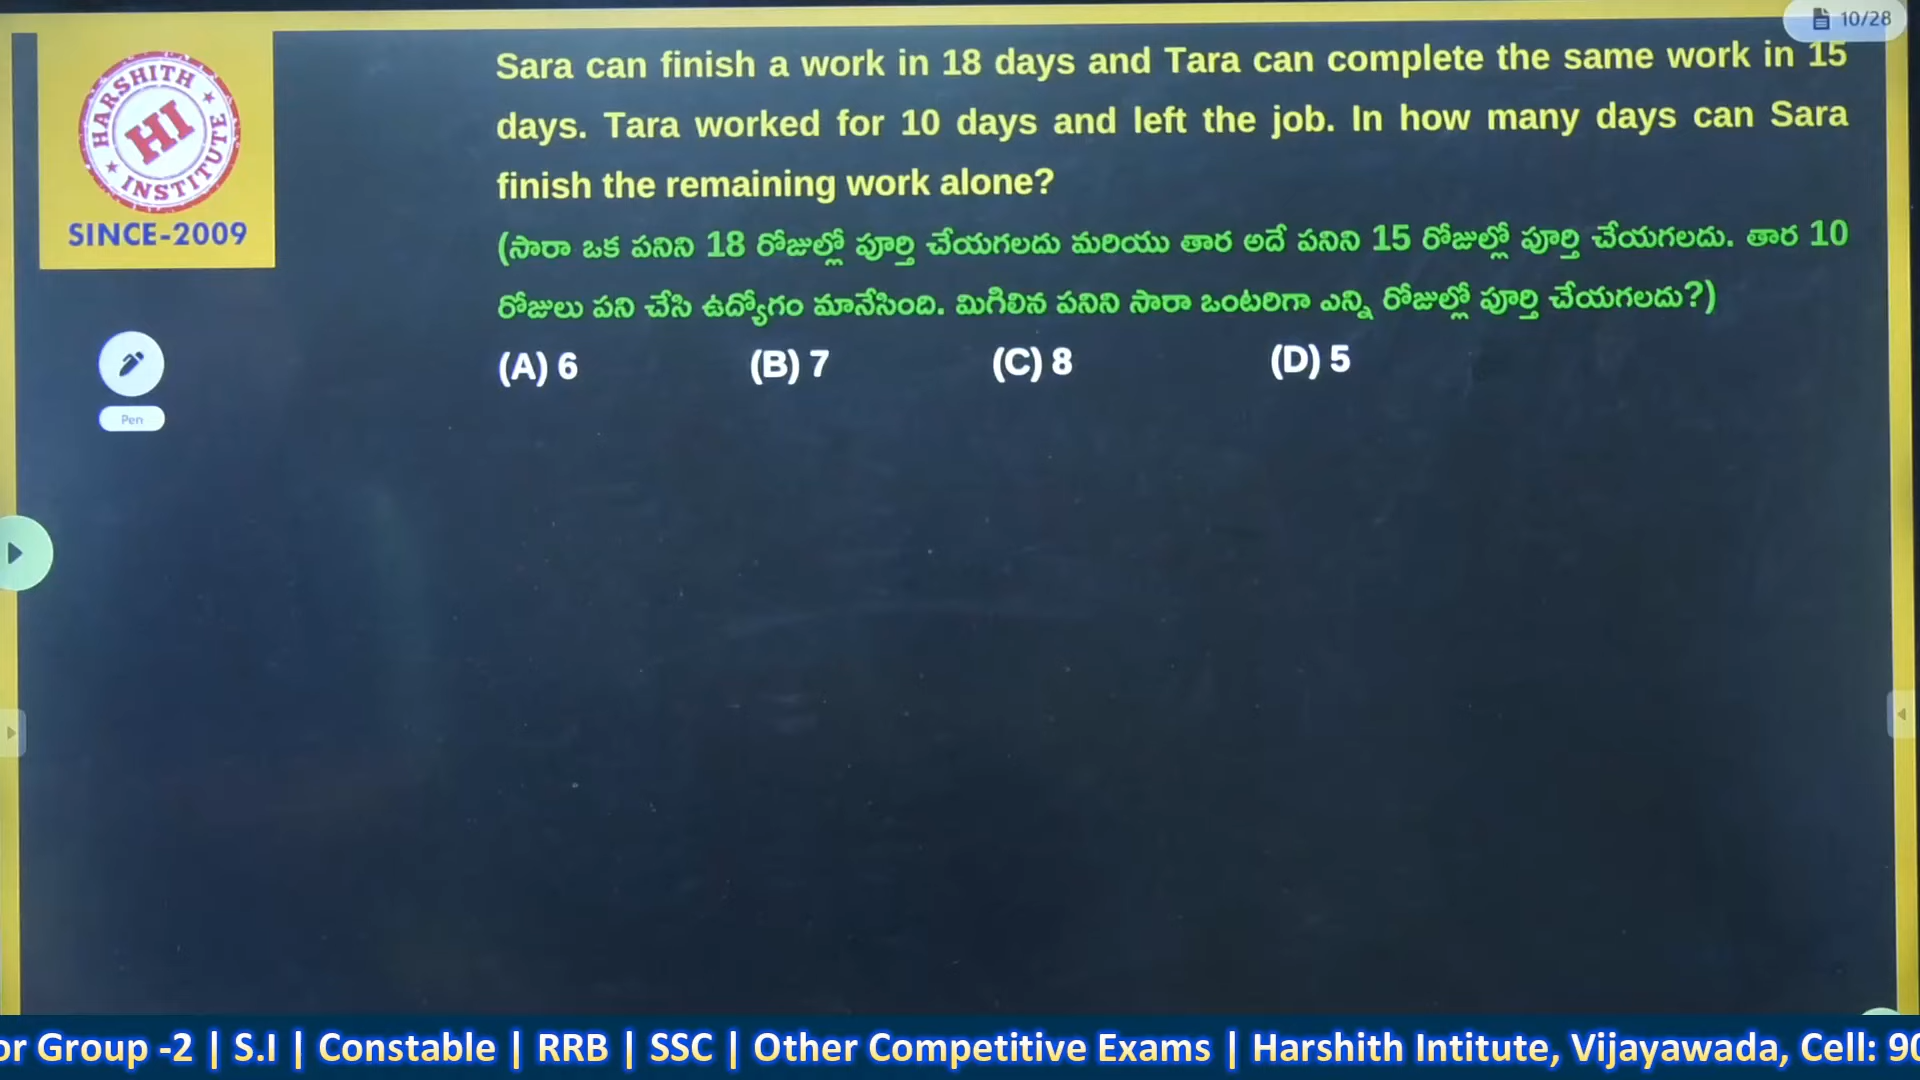 10/28
HARSHITH
HI
INSTITUTE
SINCE-2009
Sara can finish a work in 18 days and Tara can complete the same work in 15
days. Tara worked for 10 days and left the job. In how many days can Sara
finish the remaining work alone?
(సారా ఒక పనిని 18 రోజుల్లో పూర్తి చేయగలదు మరియు తార అదే పనిని 15 రోజుల్లో పూర్తి చేయగలదు. తార 10
రోజులు పని చేసి ఉద్యోగం మానేసింది. మిగిలిన పనిని సారా ఒంటరిగా ఎన్ని రోజుల్లో పూర్తి చేయగలదు?)
(A) 6 (B) 7 (C) 8 (D) 5
Pen
or Group -2 | S.I | Constable | RRB | SSC | Other Competitive Exams | Harshith Intitute, Vijayawada, Cell: 90